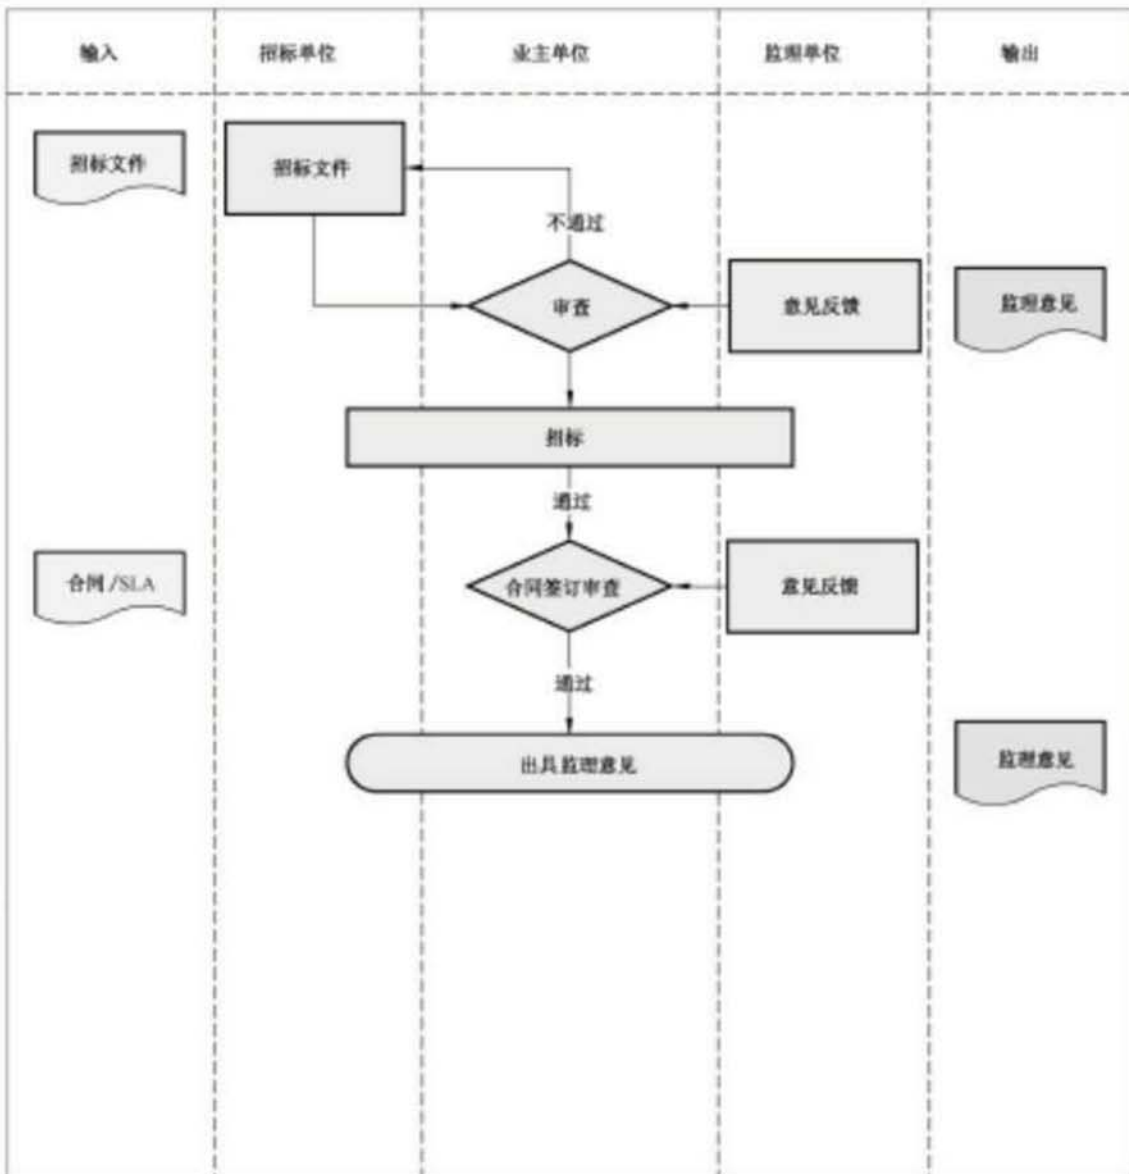 输入
招标单位
业主单位
监理单位
输出
招标文件
招标文件
不通过
审查
意见反馈
监理意见
招标
通过
合同/SLA
合同签订审查
意见反馈
通过
出具监理意见
监理意见